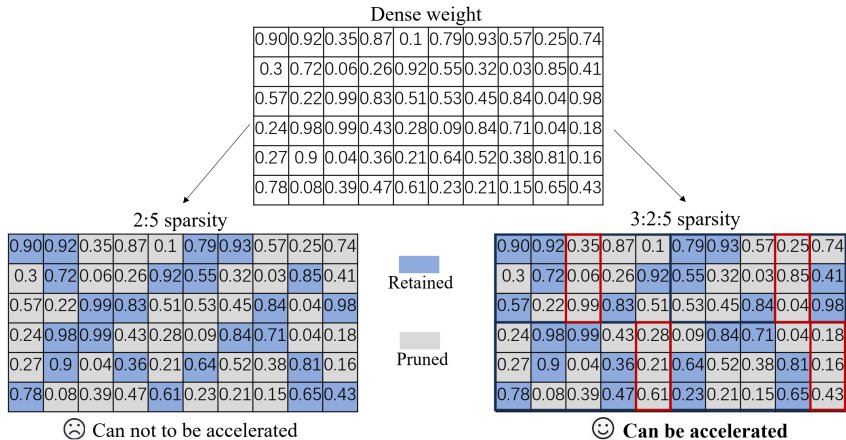 Dense weight
0.90 0.92 0.35 0.87 0.1 0.79 0.93 0.57 0.25 0.74
0.3 0.72 0.06 0.26 0.92 0.55 0.32 0.03 0.85 0.41
0.57 0.22 0.99 0.83 0.51 0.53 0.45 0.84 0.04 0.98
0.24 0.98 0.99 0.43 0.28 0.09 0.84 0.71 0.04 0.18
0.27 0.9 0.04 0.36 0.21 0.64 0.52 0.38 0.81 0.16
0.78 0.08 0.39 0.47 0.61 0.23 0.21 0.15 0.65 0.43
2:5 sparsity
0.90 0.92 0.35 0.87 0.1 0.79 0.93 0.57 0.25 0.74
0.3 0.72 0.06 0.26 0.92 0.55 0.32 0.03 0.85 0.41
0.57 0.22 0.99 0.83 0.51 0.53 0.45 0.84 0.04 0.98
0.24 0.98 0.99 0.43 0.28 0.09 0.84 0.71 0.04 0.18
0.27 0.9 0.04 0.36 0.21 0.64 0.52 0.38 0.81 0.16
0.78 0.08 0.39 0.47 0.61 0.23 0.21 0.15 0.65 0.43
Can not to be accelerated
Retained
Pruned
3:2:5 sparsity
0.90 0.92 0.35 0.87 0.1 0.79 0.93 0.57 0.25 0.74
0.3 0.72 0.06 0.26 0.92 0.55 0.32 0.03 0.85 0.41
0.57 0.22 0.99 0.83 0.51 0.53 0.45 0.84 0.04 0.98
0.24 0.98 0.99 0.43 0.28 0.09 0.84 0.71 0.04 0.18
0.27 0.9 0.04 0.36 0.21 0.64 0.52 0.38 0.81 0.16
0.78 0.08 0.39 0.47 0.61 0.23 0.21 0.15 0.65 0.43
Can be accelerated